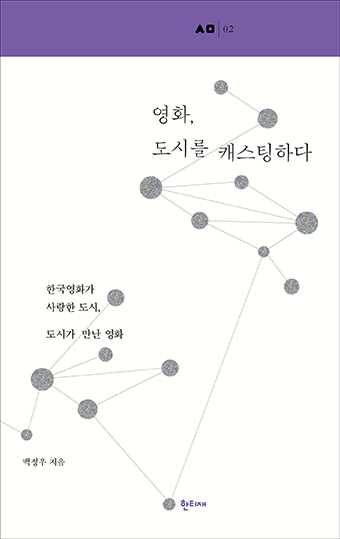 02
영화,
도시를 캐스팅하다
한국영화가
사랑한 도시,
도시가 만난 영화
백정우 지음
한티재